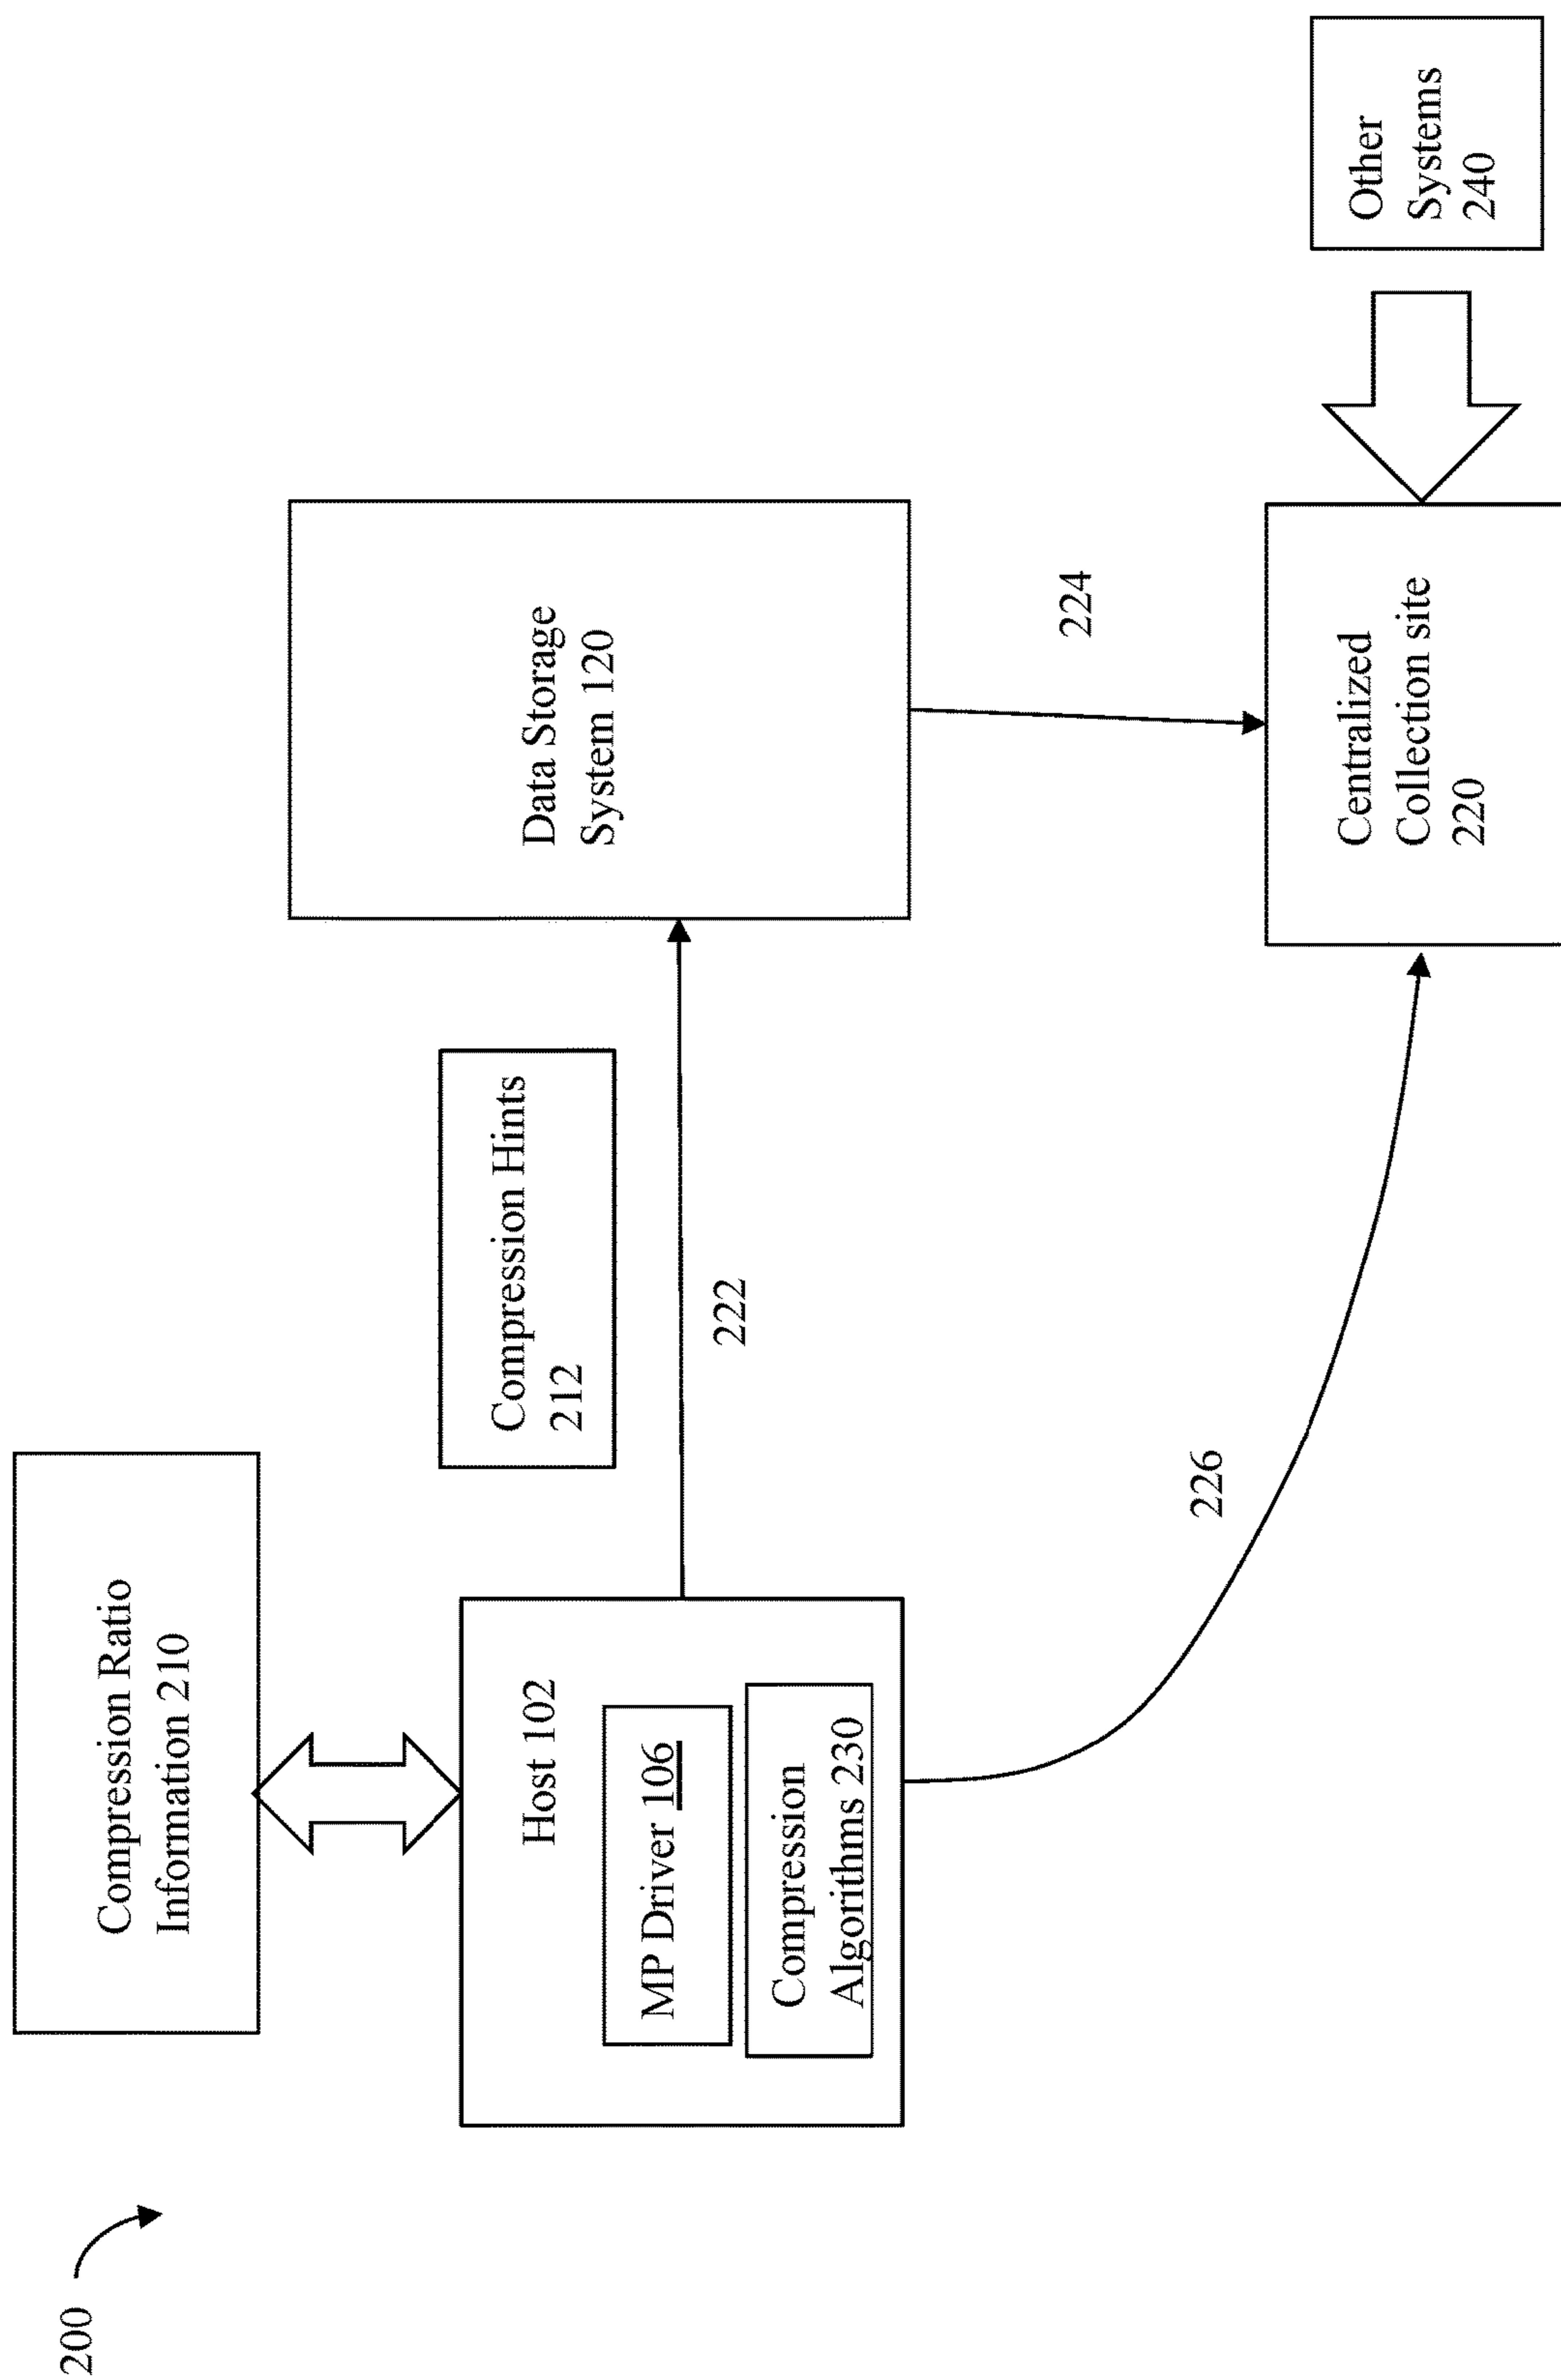 200
Compression Ratio
Information 210
Host 102
MP Driver 106
Compression
Algorithms 230
Compression Hints
212
222
Data Storage
System 120
226
224
Centralized
Collection site
220
Other
Systems
240